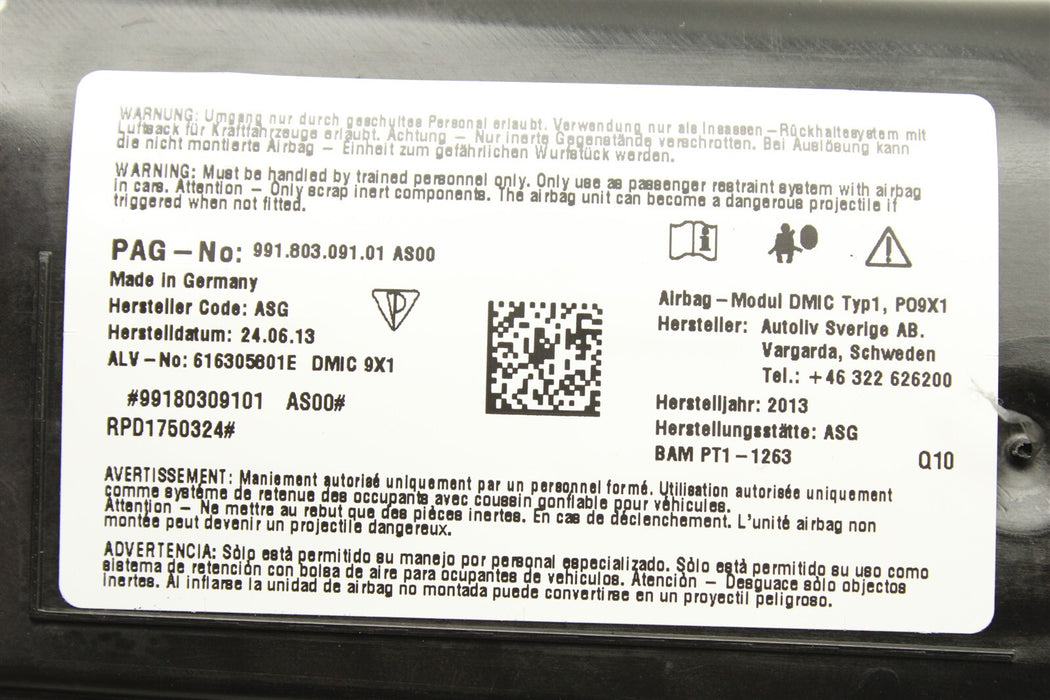 WARNUNG: Umgang nur durch geschultes Personal erlaubt. Verwendung nur als Insassen-Rückhaltesystem mit
Luftsack für Kraftfahrzeuge erlaubt. Achtung - Nur inerte Gegenstände verschrotten. Bei Auslösung kann
die nicht montierte Airbag - Einheit zum gefährlichen Wurfstück werden.
WARNING: Must be handled by trained personnel only. Only use as passenger restraint system with airbag
in cars. Attention - Only scrap inert components. The airbag unit can become a dangerous projectile if
triggered when not fitted.
PAG-No: 991.803.091.01 AS00
Made in Germany
Hersteller Code: ASG
Herstelldatum: 24.06.13
ALV-No: 616305801E DMIC 9X1
#99180309101 AS00#
RPD1750324#
Airbag-Modul DMIC Typ1, PO9X1
Hersteller: Autoliv Sverige AB.
Vargarda, Schweden
Tel.: +46 322 626200
Herstelljahr: 2013
Herstellungsstätte: ASG
BAM PT1-1263 Q10
AVERTISSEMENT: Maniement autorisé uniquement par un personnel formé. Utilisation autorisée uniquement
comme système de retenue des occupants avec coussin gonflable pour véhicules.
Attention - Ne mettre au rebut que des pièces inertes. En cas de déclenchement. L'unité airbag non
montée peut devenir un projectile dangereux.
ADVERTENCIA: Sòlo està permitido su manejo por personal especializado. Sòlo està permitido su uso como
sistema de retenciòn con bolsa de aire para ocupantes de vehìculos. Atenciòn - Desguace sòlo objectos
inertes. Al inflarse la unidad de airbag no montada puede convertirse en un proyectil peligroso.